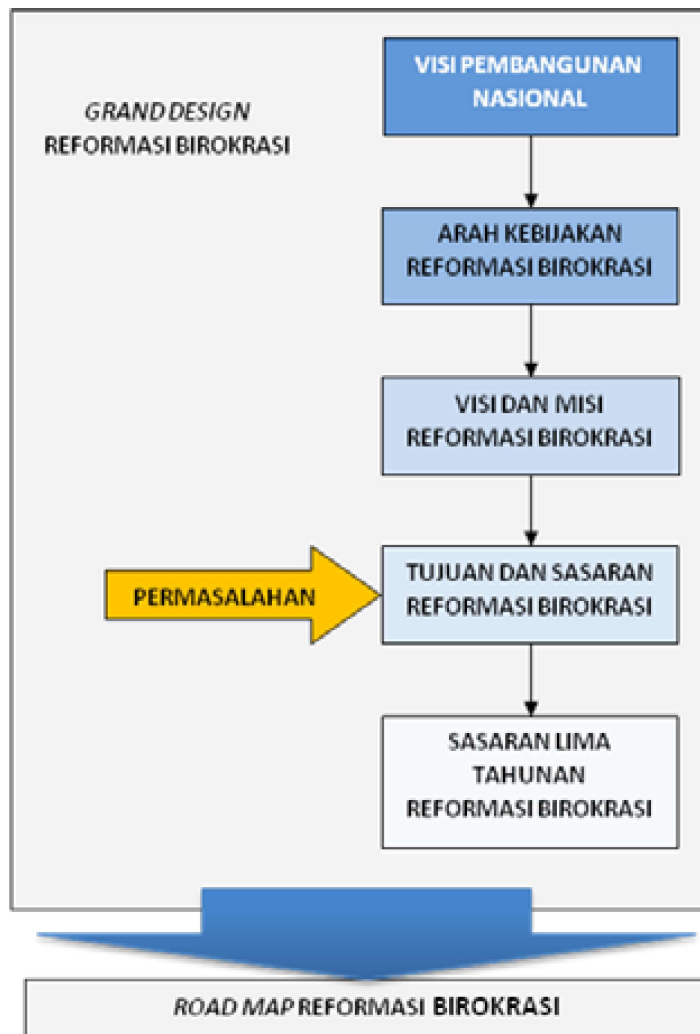 GRAND DESIGN
REFORMASI BIROKRASI
VISI PEMBANGUNAN
NASIONAL
ARAH KEBIJAKAN
REFORMASI BIROKRASI
VISI DAN MISI
REFORMASI BIROKRASI
PERMASALAHAN
TUJUAN DAN SASARAN
REFORMASI BIROKRASI
SASARAN LIMA
TAHUNAN
REFORMASI BIROKRASI
ROAD MAP REFORMASI BIROKRASI